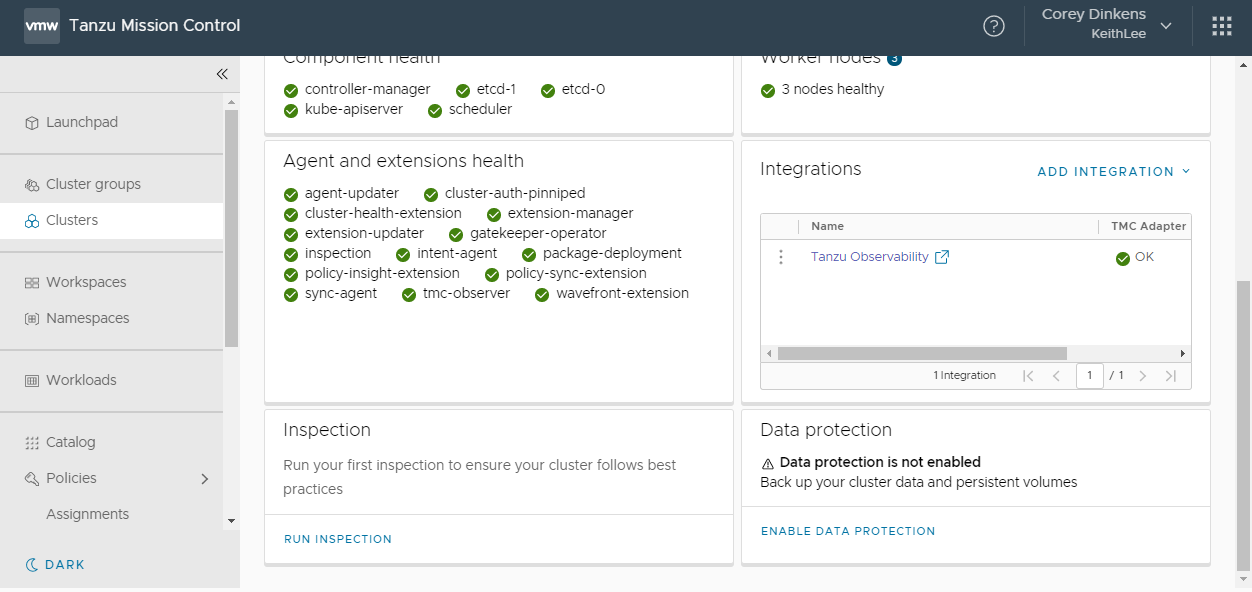 vmw Tanzu Mission Control
Corey Dinkens
KeithLee
Launchpad
Cluster groups
Clusters
Workspaces
Namespaces
Workloads
Catalog
Policies
Assignments
DARK
Component health
controller-manager etcd-1 etcd-0
kube-apiserver scheduler
Worker nodes 3
3 nodes healthy
Agent and extensions health
agent-updater cluster-auth-pinniped
cluster-health-extension extension-manager
extension-updater gatekeeper-operator
inspection intent-agent package-deployment
policy-insight-extension policy-sync-extension
sync-agent tmc-observer wavefront-extension
Integrations ADD INTEGRATION
Name TMC Adapter
Tanzu Observability OK
1 Integration 1 / 1
Inspection
Run your first inspection to ensure your cluster follows best
practices
RUN INSPECTION
Data protection
Data protection is not enabled
Back up your cluster data and persistent volumes
ENABLE DATA PROTECTION